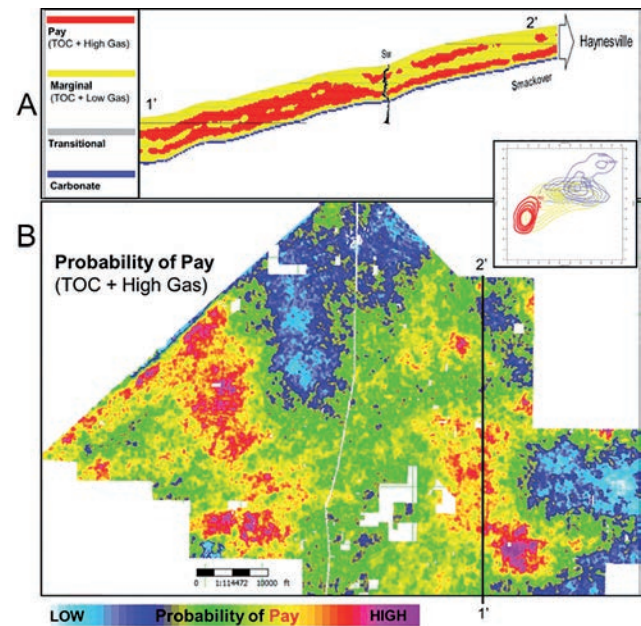 A
Pay
(TOC + High Gas)
Marginal
(TOC + Low Gas)
Transitional
Carbonate
1'
Sw
2'
Haynesville
Smackover
B
Probability of Pay
(TOC + High Gas)
2'
0 1:114472 10000 ft
1'
LOW Probability of Pay HIGH